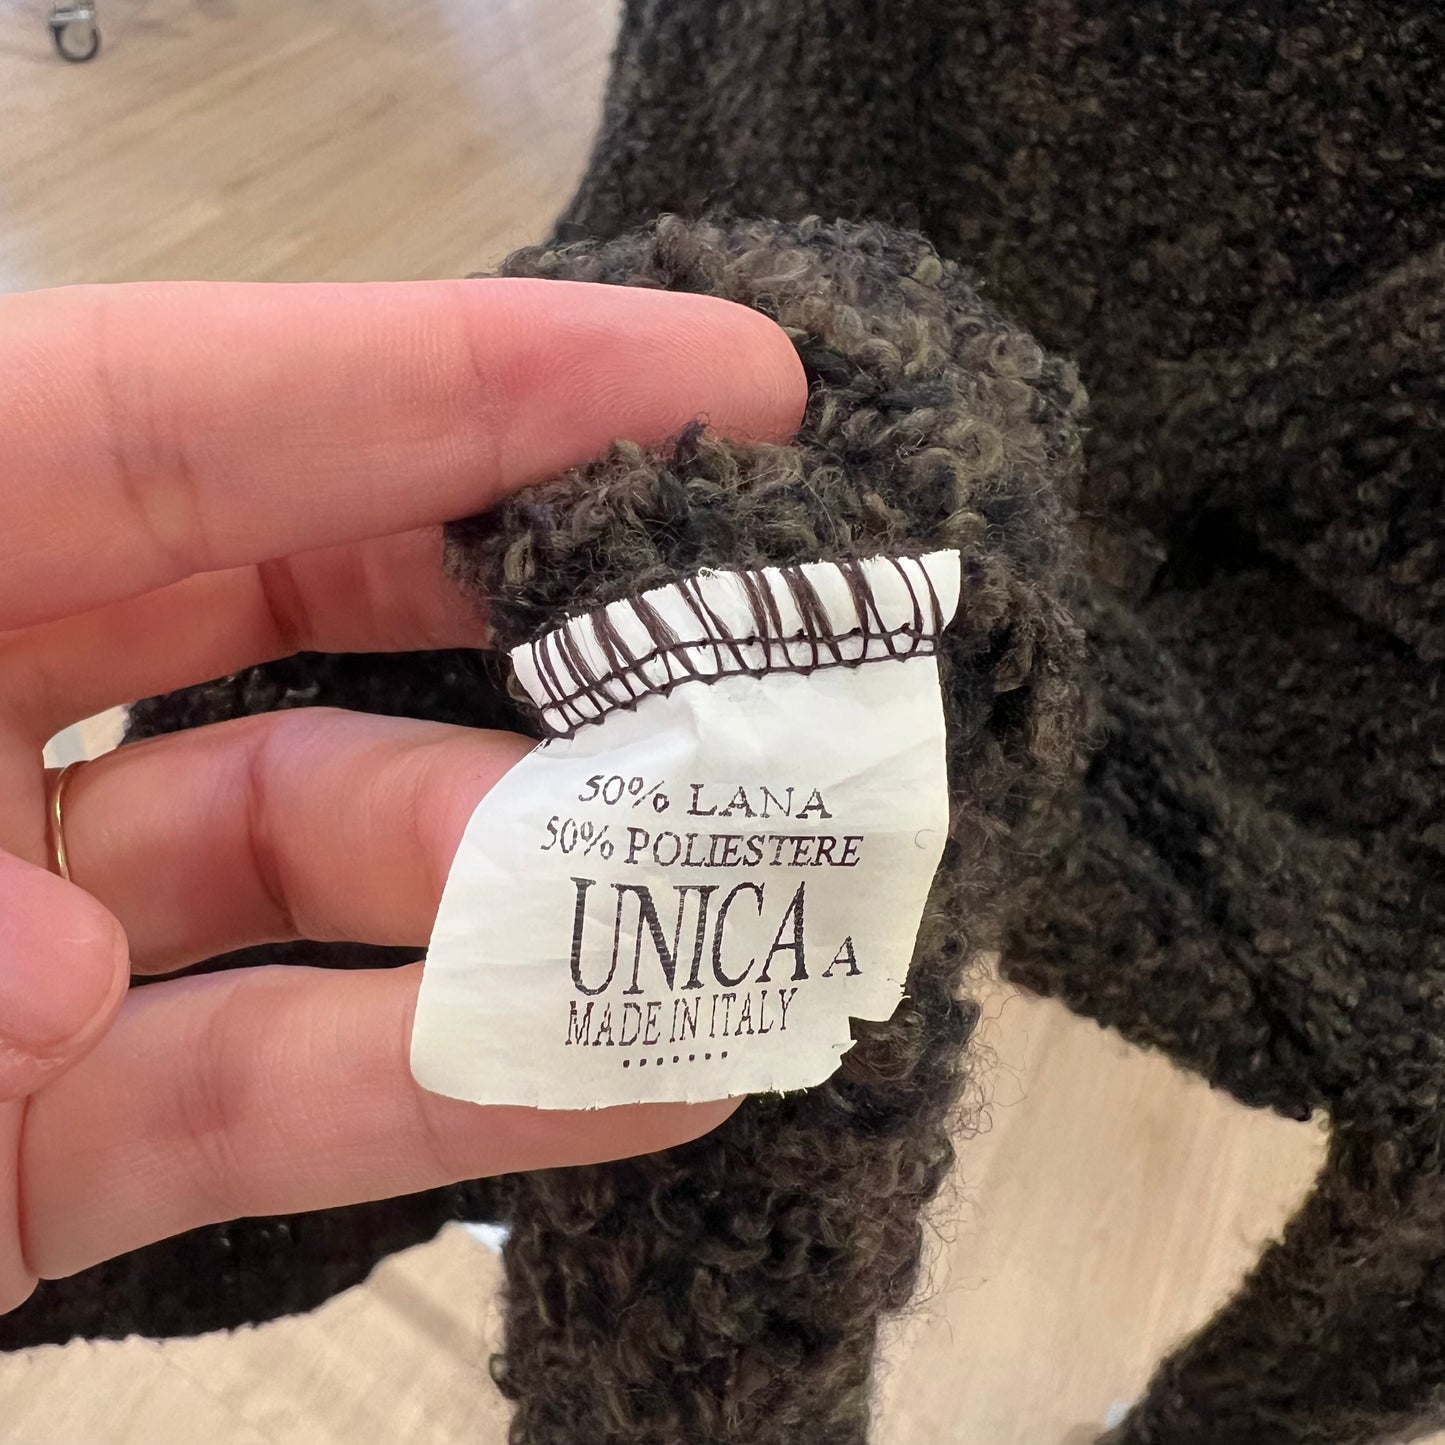 50% LANA
50% POLIESTERE
UNICA A
MADE IN ITALY
.......